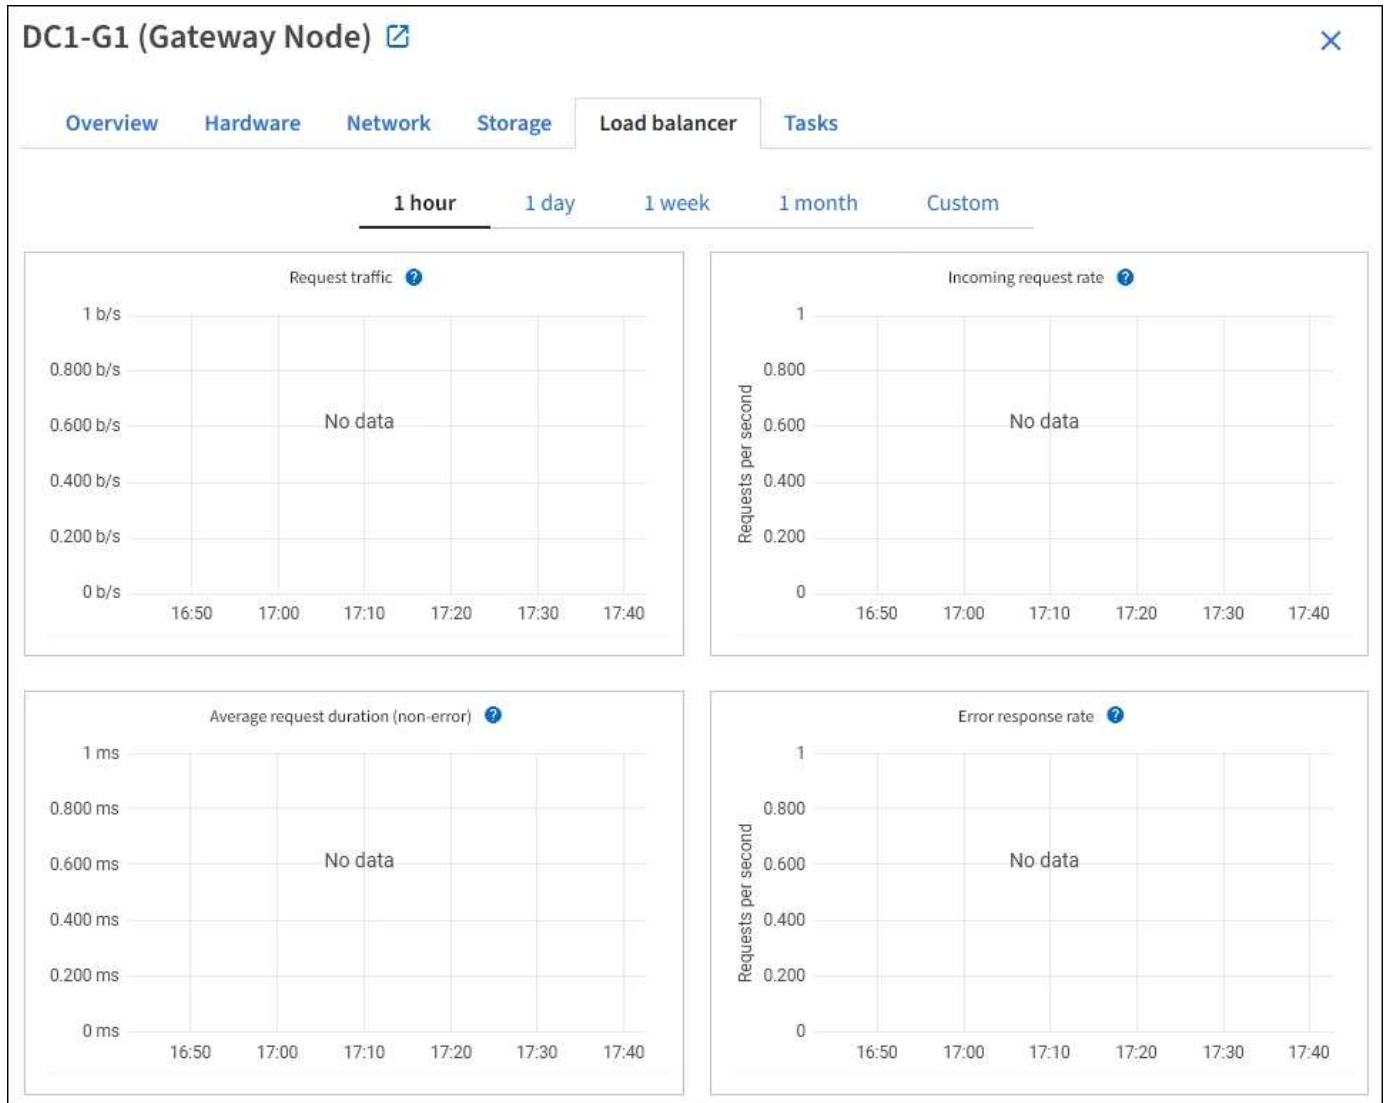 DC1-G1 (Gateway Node)
Overview Hardware Network Storage Load balancer Tasks
1 hour 1 day 1 week 1 month Custom
Request traffic
1 b/s
0.800 b/s
0.600 b/s
0.400 b/s
0.200 b/s
0 b/s
No data
16:50 17:00 17:10 17:20 17:30 17:40
Incoming request rate
Requests per second
1
0.800
0.600
0.400
0.200
0
No data
16:50 17:00 17:10 17:20 17:30 17:40
Average request duration (non-error)
1 ms
0.800 ms
0.600 ms
0.400 ms
0.200 ms
0 ms
No data
16:50 17:00 17:10 17:20 17:30 17:40
Error response rate
Requests per second
1
0.800
0.600
0.400
0.200
0
No data
16:50 17:00 17:10 17:20 17:30 17:40